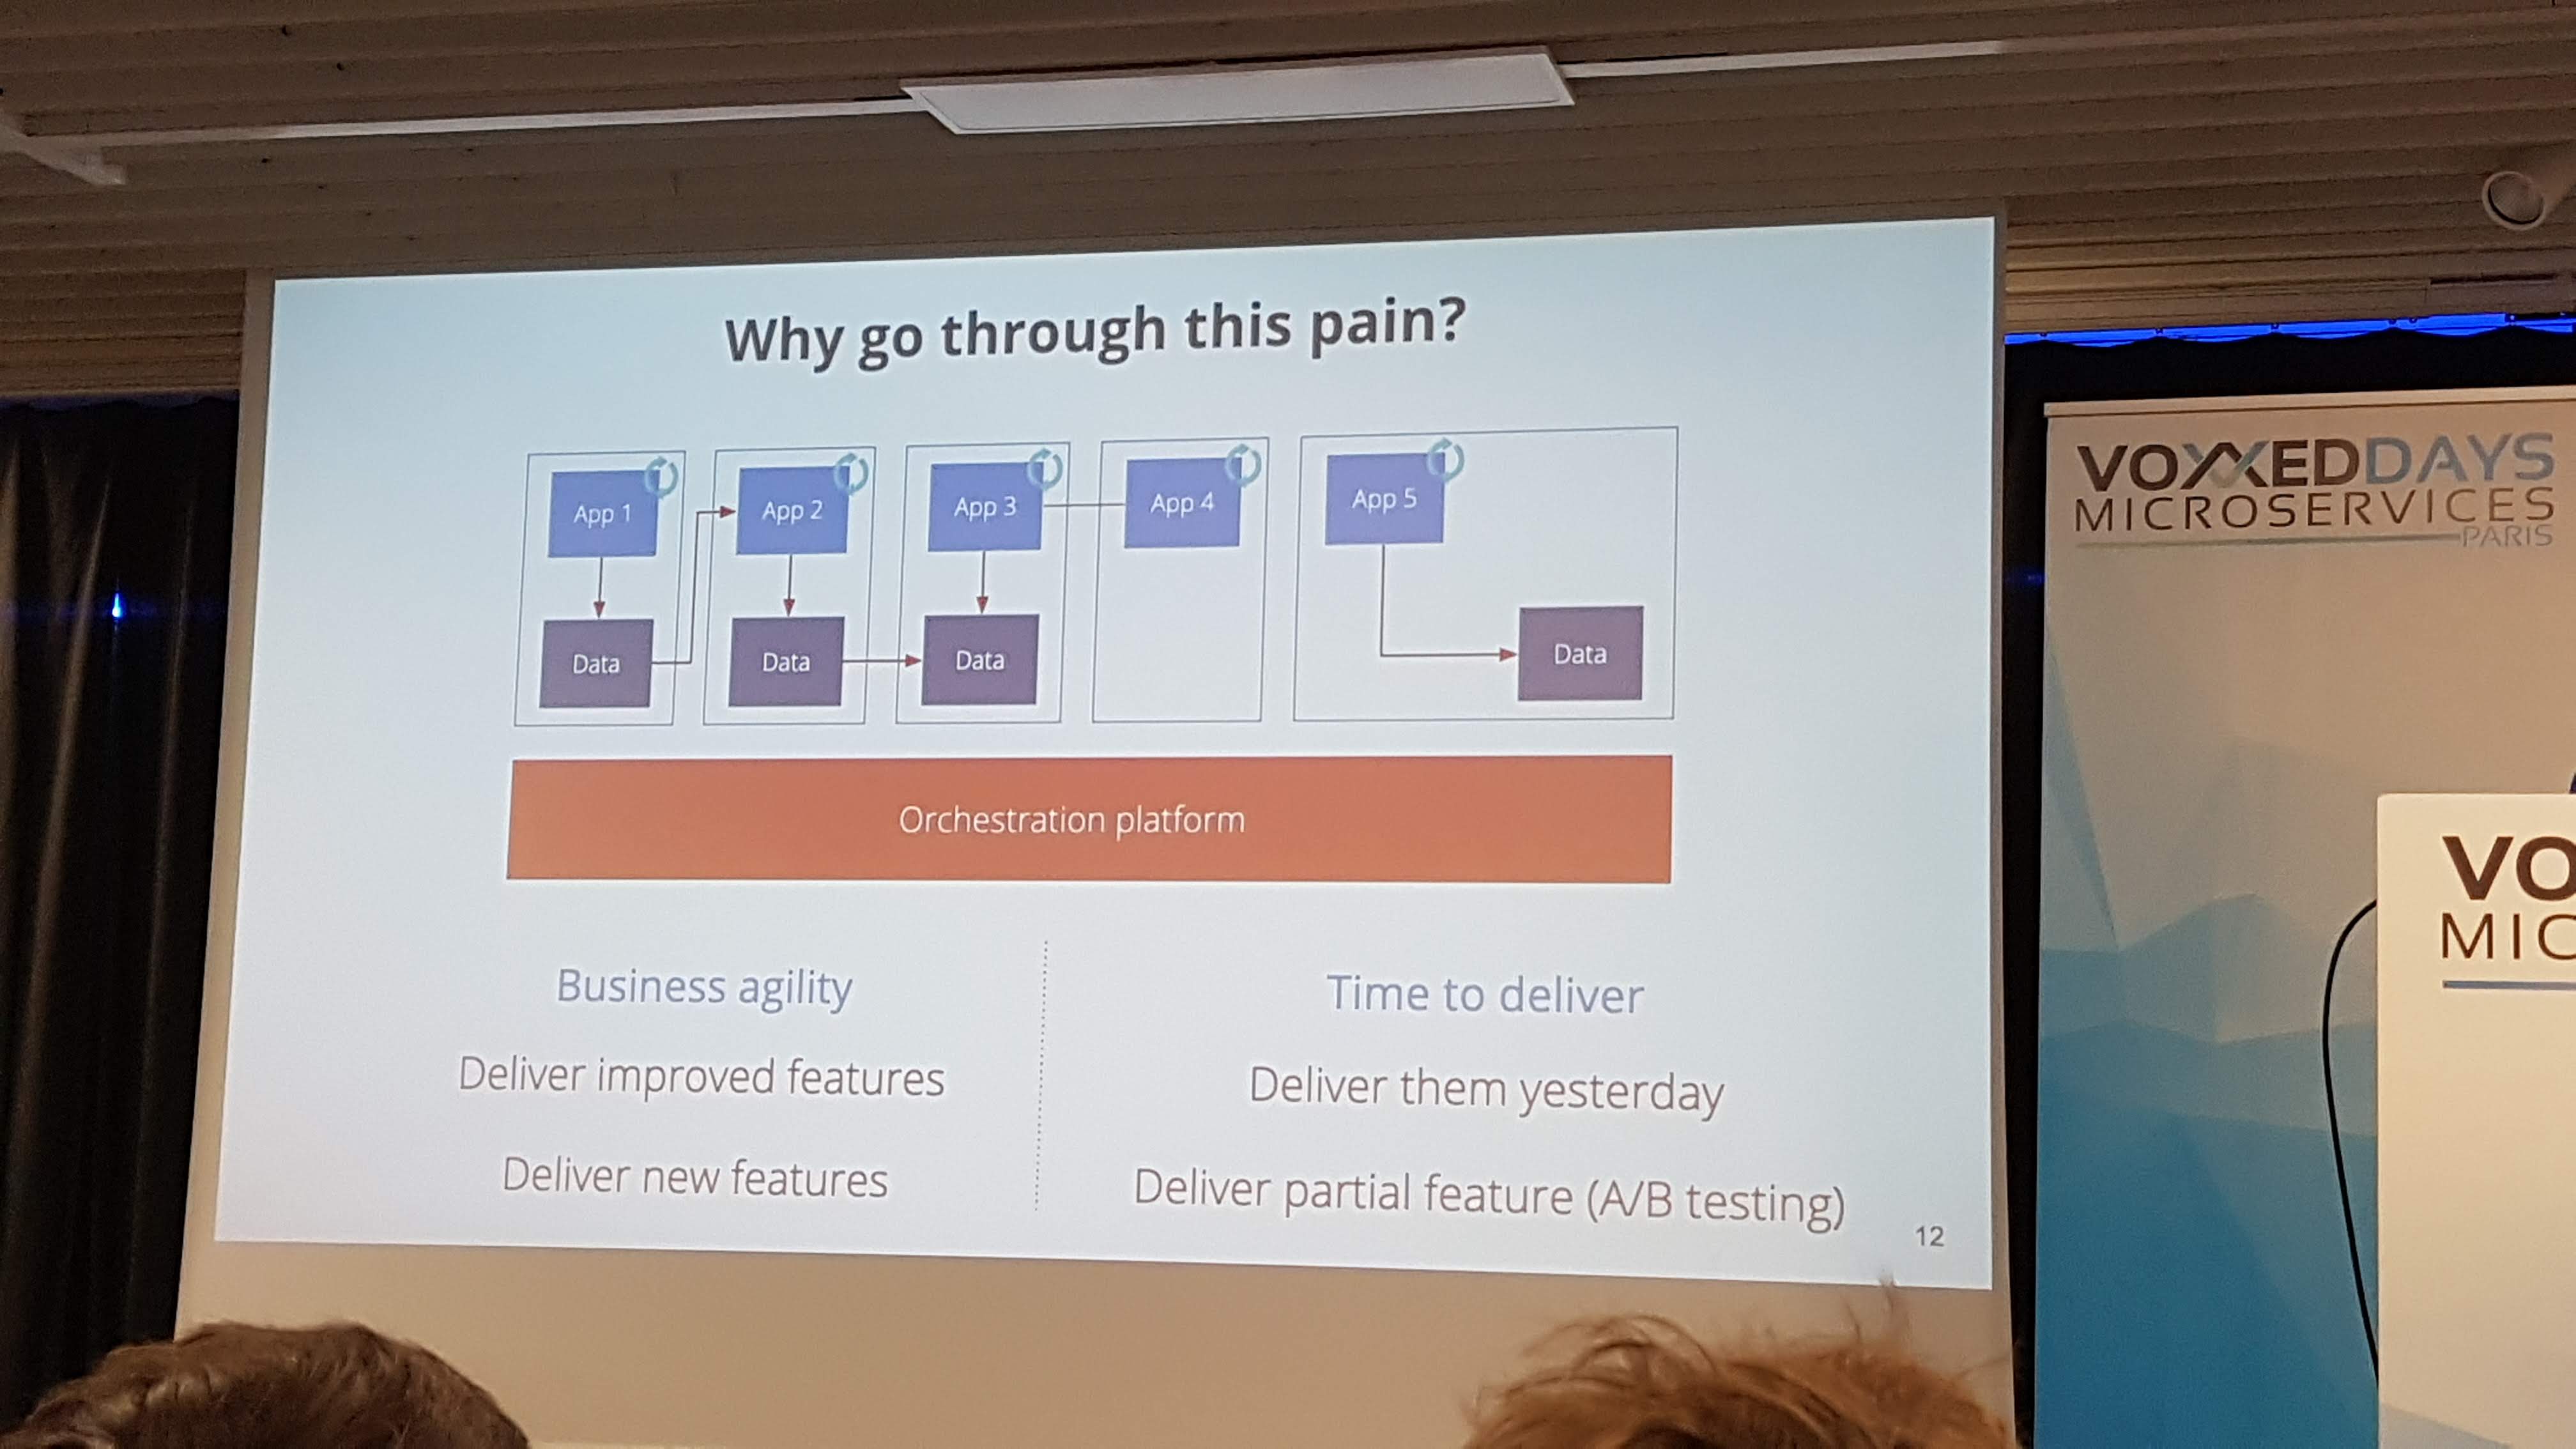 Why go through this pain?
App 1
App 2
App 3
App 4
App 5
Data
Data
Data
Data
Orchestration platform
Business agility
Time to deliver
Deliver improved features
Deliver them yesterday
Deliver new features
Deliver partial feature (A/B testing)
12
VOXXEDDAYS
MICROSERVICES
PARIS
VO
MIC